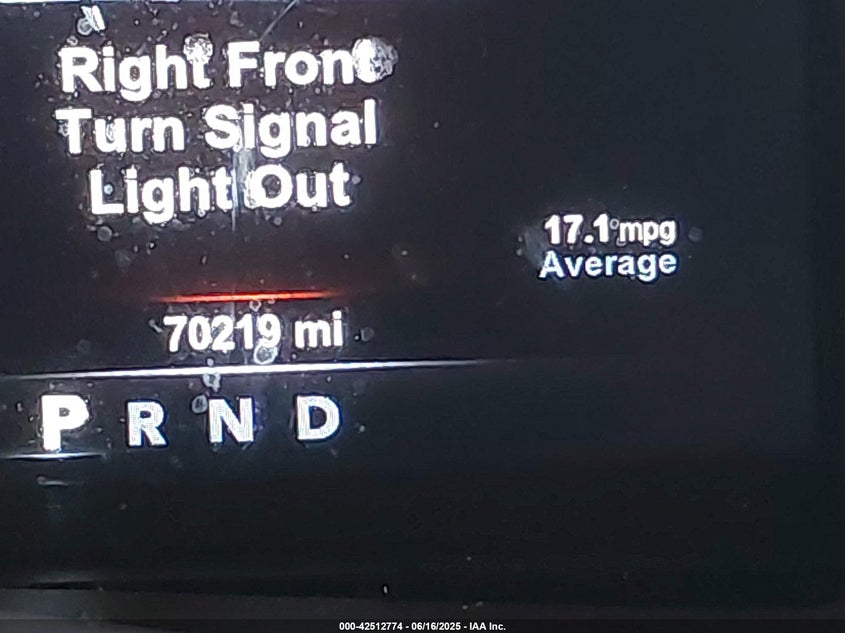 Right Front
Turn Signal
Light Out
17.1 mpg
Average
70219 mi
P R N D
000-42512774 - 06/16/2025 - IAA Inc.